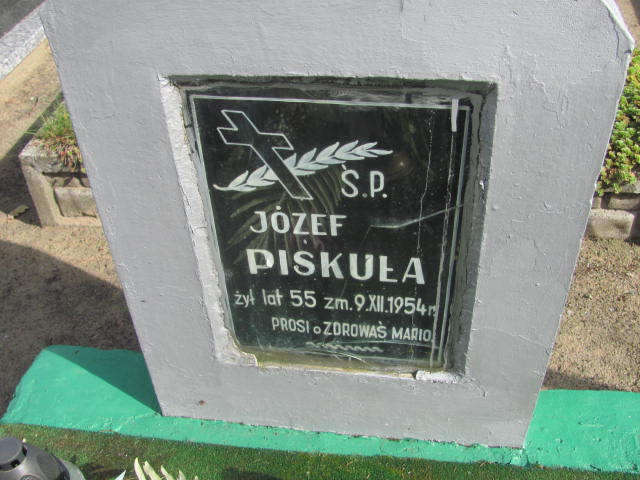 Ś.P.
JÓZEF
PISKUŁA
żył lat 55 zm. 9.XII.1954 r.
PROSI o ZDROWAŚ MARIO